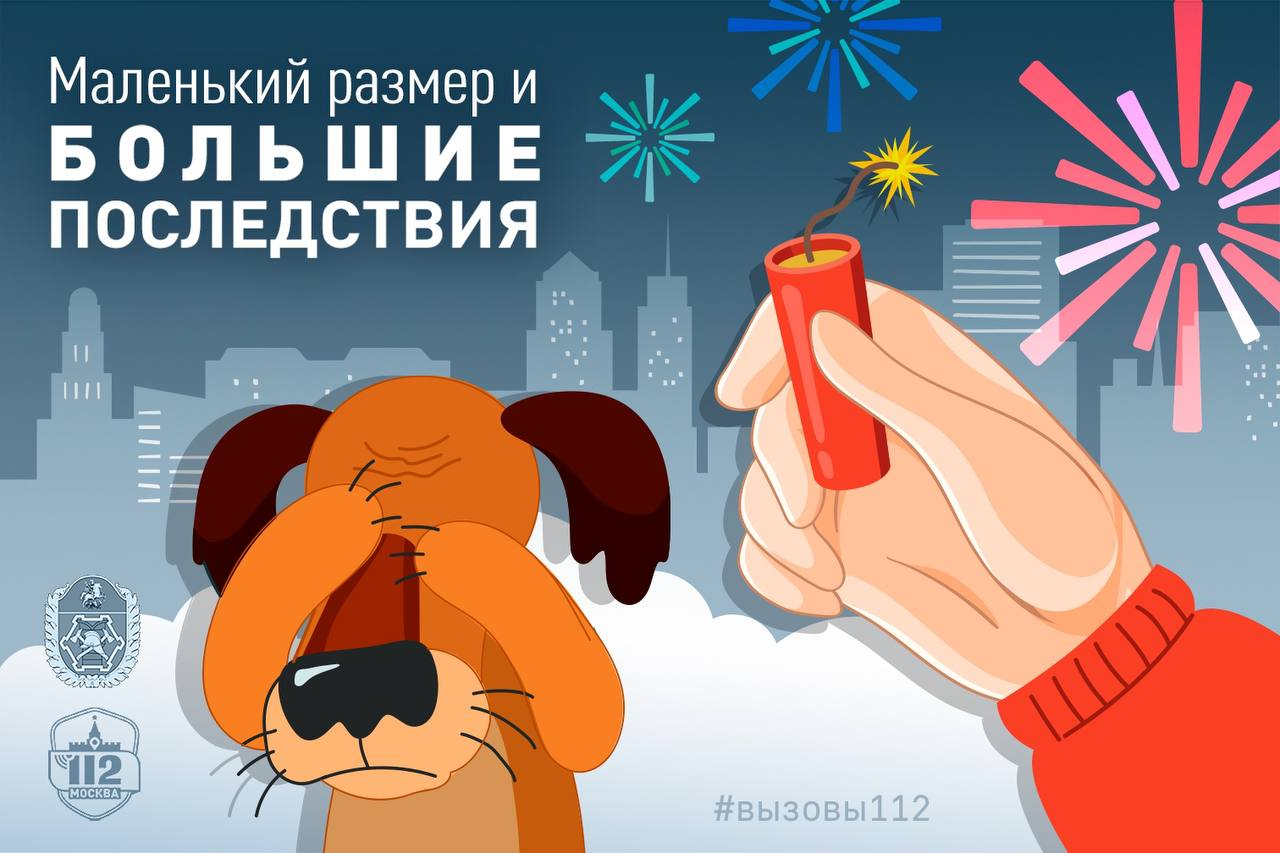 Маленький размер и
БОЛЬШИЕ
ПОСЛЕДСТВИЯ
112
МОСКВА
#вызовы112